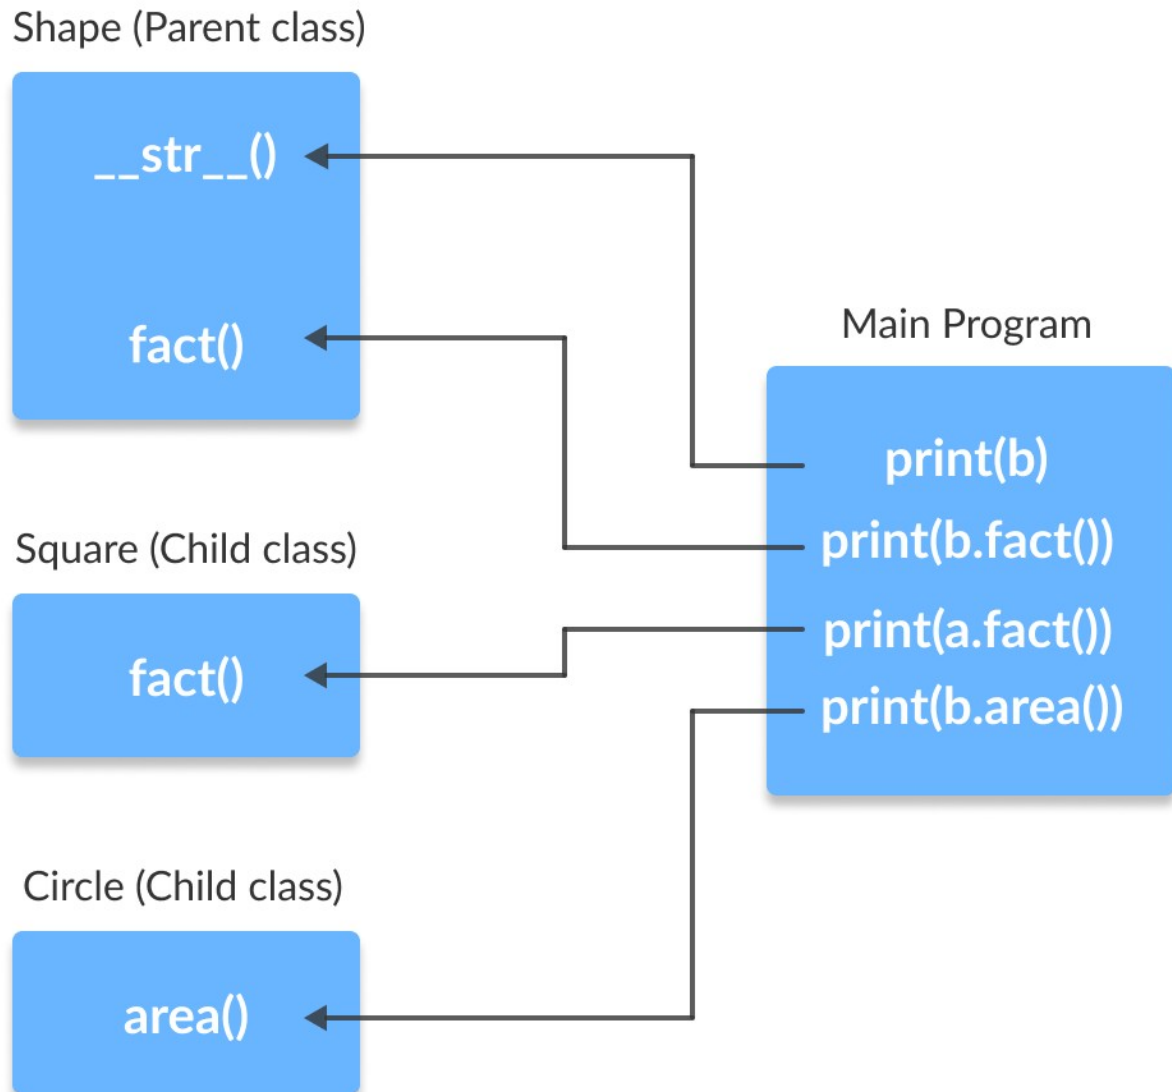 Shape (Parent class)
__str__()
fact()
Square (Child class)
fact()
Circle (Child class)
area()
Main Program
print(b)
print(b.fact())
print(a.fact())
print(b.area())